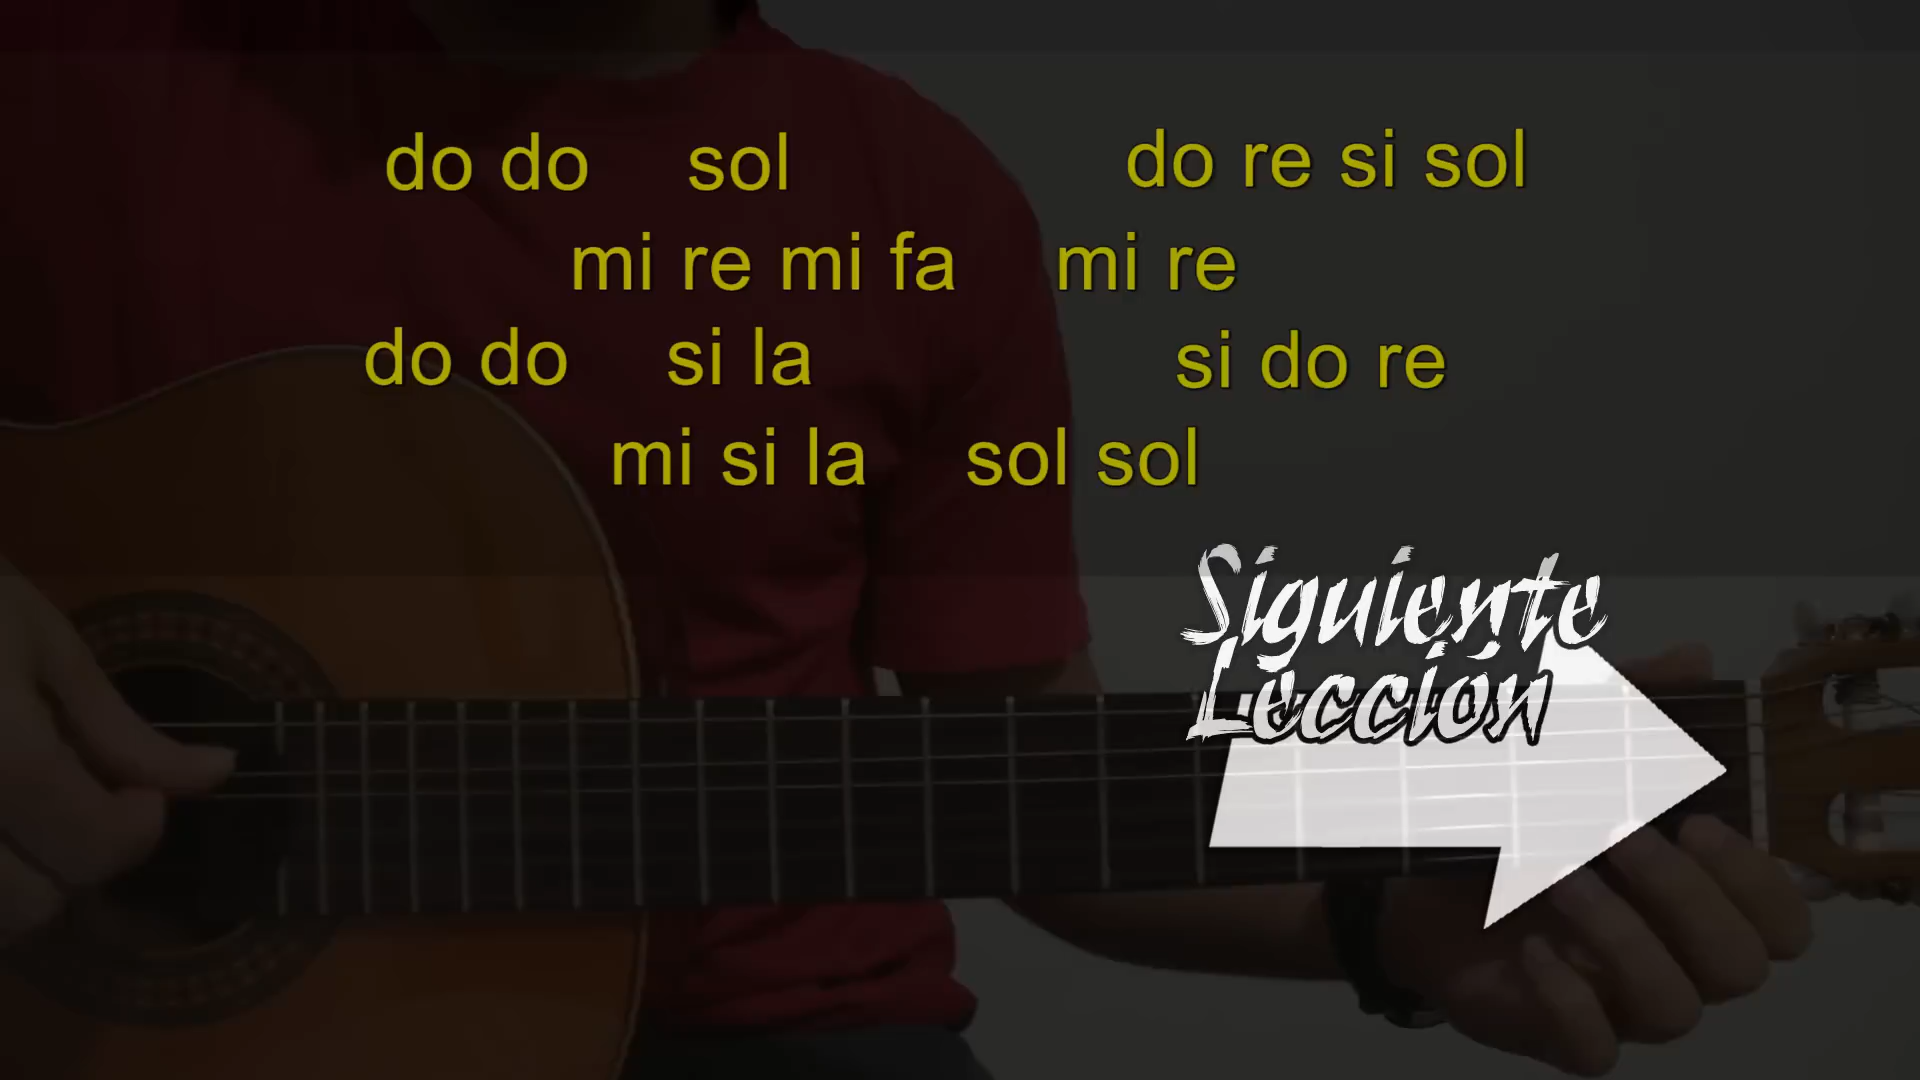 do do sol do re si sol
mi re mi fa mi re
do do si la si do re
mi si la sol sol
Siguiente
Lección